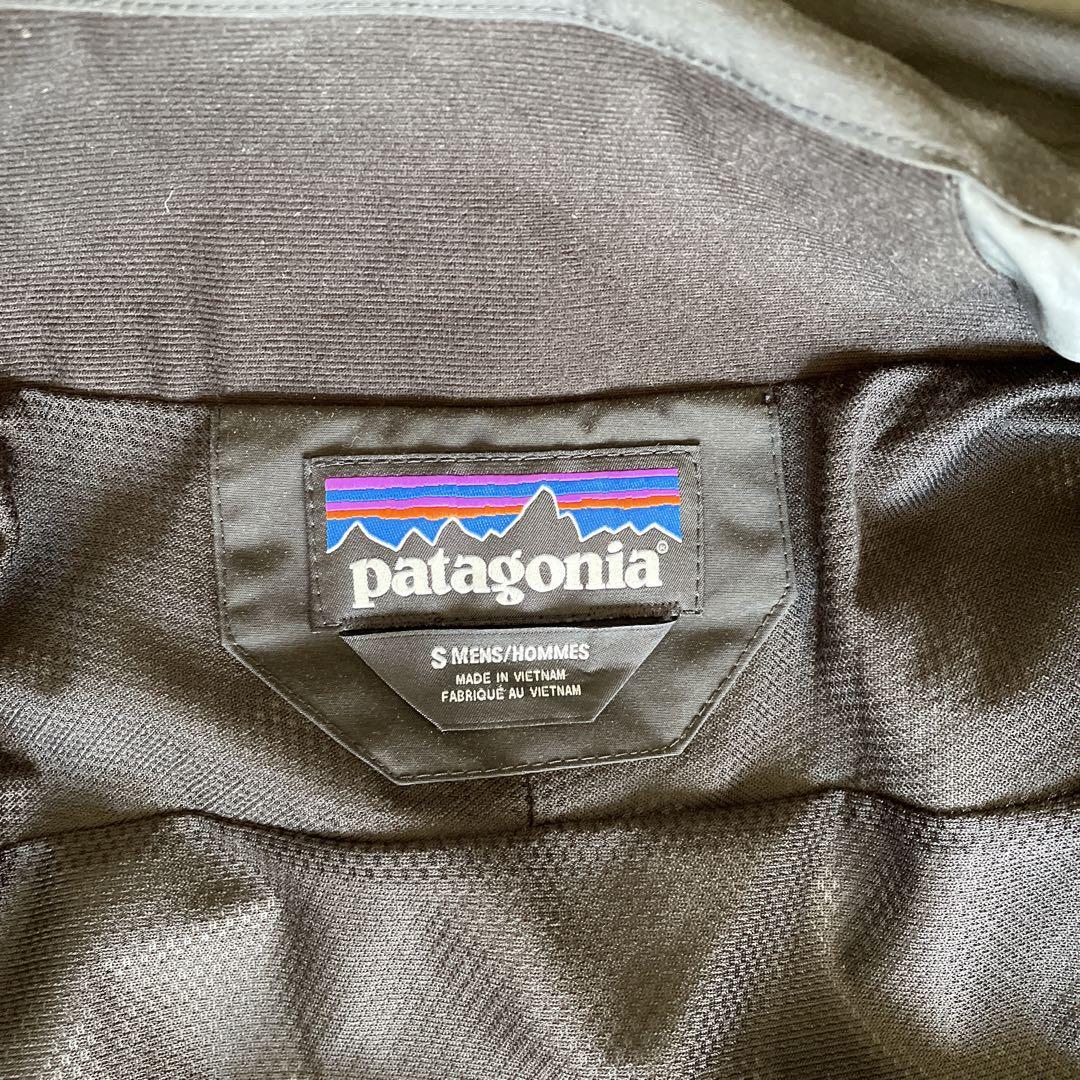 patagonia®
S MENS/HOMMES
MADE IN VIETNAM
FABRIQUÉ AU VIETNAM